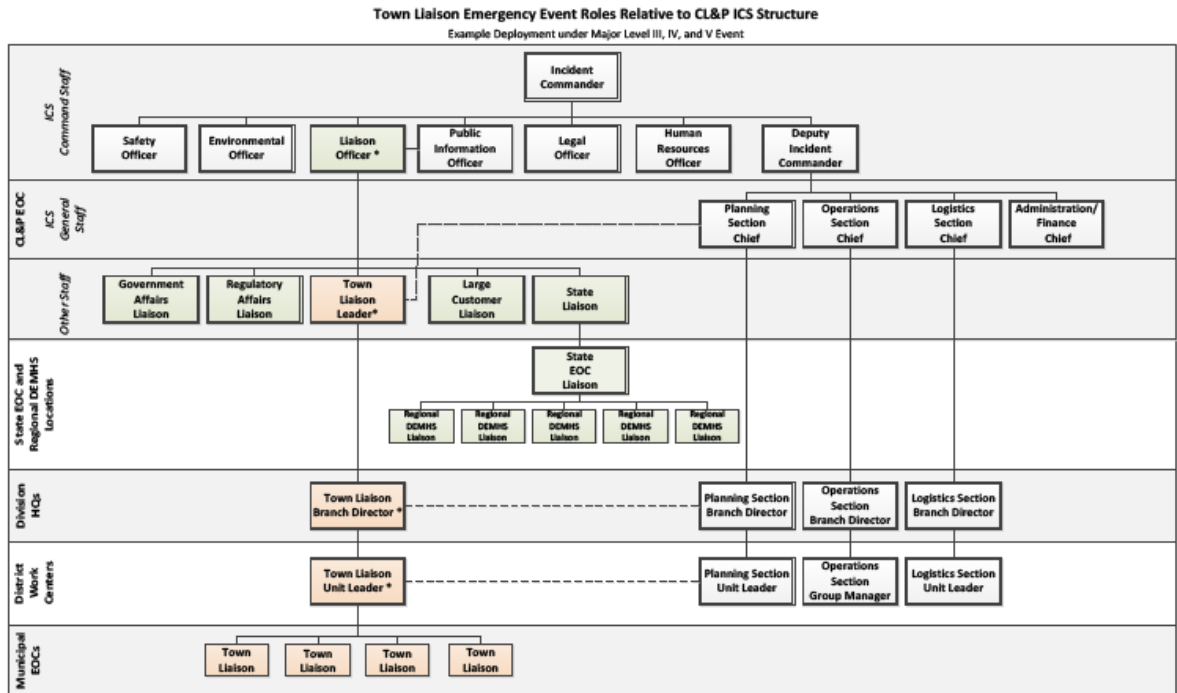 Town Liaison Emergency Event Roles Relative to CL&P ICS Structure
Example Deployment under Major Level III, IV, and V Event
ICS
Command Staff
Incident
Commander
Safety
Officer
Environmental
Officer
Liaison
Officer *
Public
Information
Officer
Legal
Officer
Human
Resources
Officer
Deputy
Incident
Commander
CL&P EOC
ICS
General
Staff
Planning
Section
Chief
Operations
Section
Chief
Logistics
Section
Chief
Administration/
Finance
Chief
Other Staff
Government
Affairs
Liaison
Regulatory
Affairs
Liaison
Town
Liaison
Leader*
Large
Customer
Liaison
State
Liaison
State EOC and
Regional DEMHS
Locations
State
EOC
Liaison
Regional
DEMHS
Liaison
Regional
DEMHS
Liaison
Regional
DEMHS
Liaison
Regional
DEMHS
Liaison
Regional
DEMHS
Liaison
Division
HQs
Town Liaison
Branch Director *
Planning Section
Branch Director
Operations
Section
Branch Director
Logistics Section
Branch Director
District
Work
Centers
Town Liaison
Unit Leader *
Planning Section
Unit Leader
Operations
Section
Group Manager
Logistics Section
Unit Leader
Municipal
EOCs
Town
Liaison
Town
Liaison
Town
Liaison
Town
Liaison